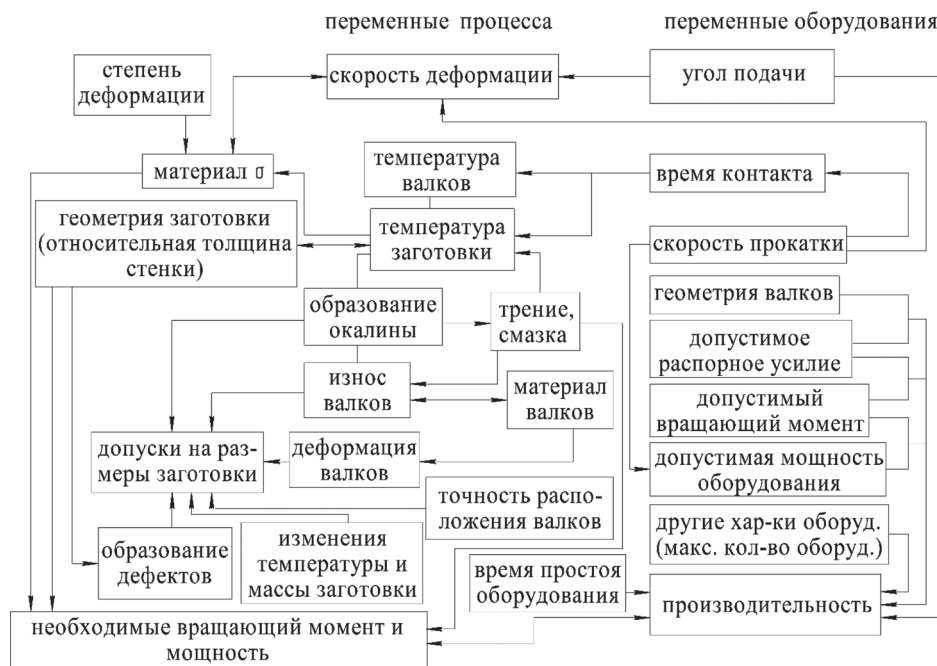 переменные процесса
переменные оборудования
степень
деформации
скорость деформации
угол подачи
материал σ
температура
валков
время контакта
геометрия заготовки
(относительная толщина
стенки)
температура
заготовки
скорость прокатки
образование
окалины
трение,
смазка
геометрия валков
допустимое
распорное усилие
износ
валков
материал
валков
допустимый
вращающий момент
допуски на раз-
меры заготовки
деформация
валков
допустимая мощность
оборудования
точность распо-
ложения валков
образование
дефектов
изменения
температуры и
массы заготовки
другие хар-ки оборуд.
(макс. кол-во оборуд.)
время простоя
оборудования
производительность
необходимые вращающий момент и
мощность